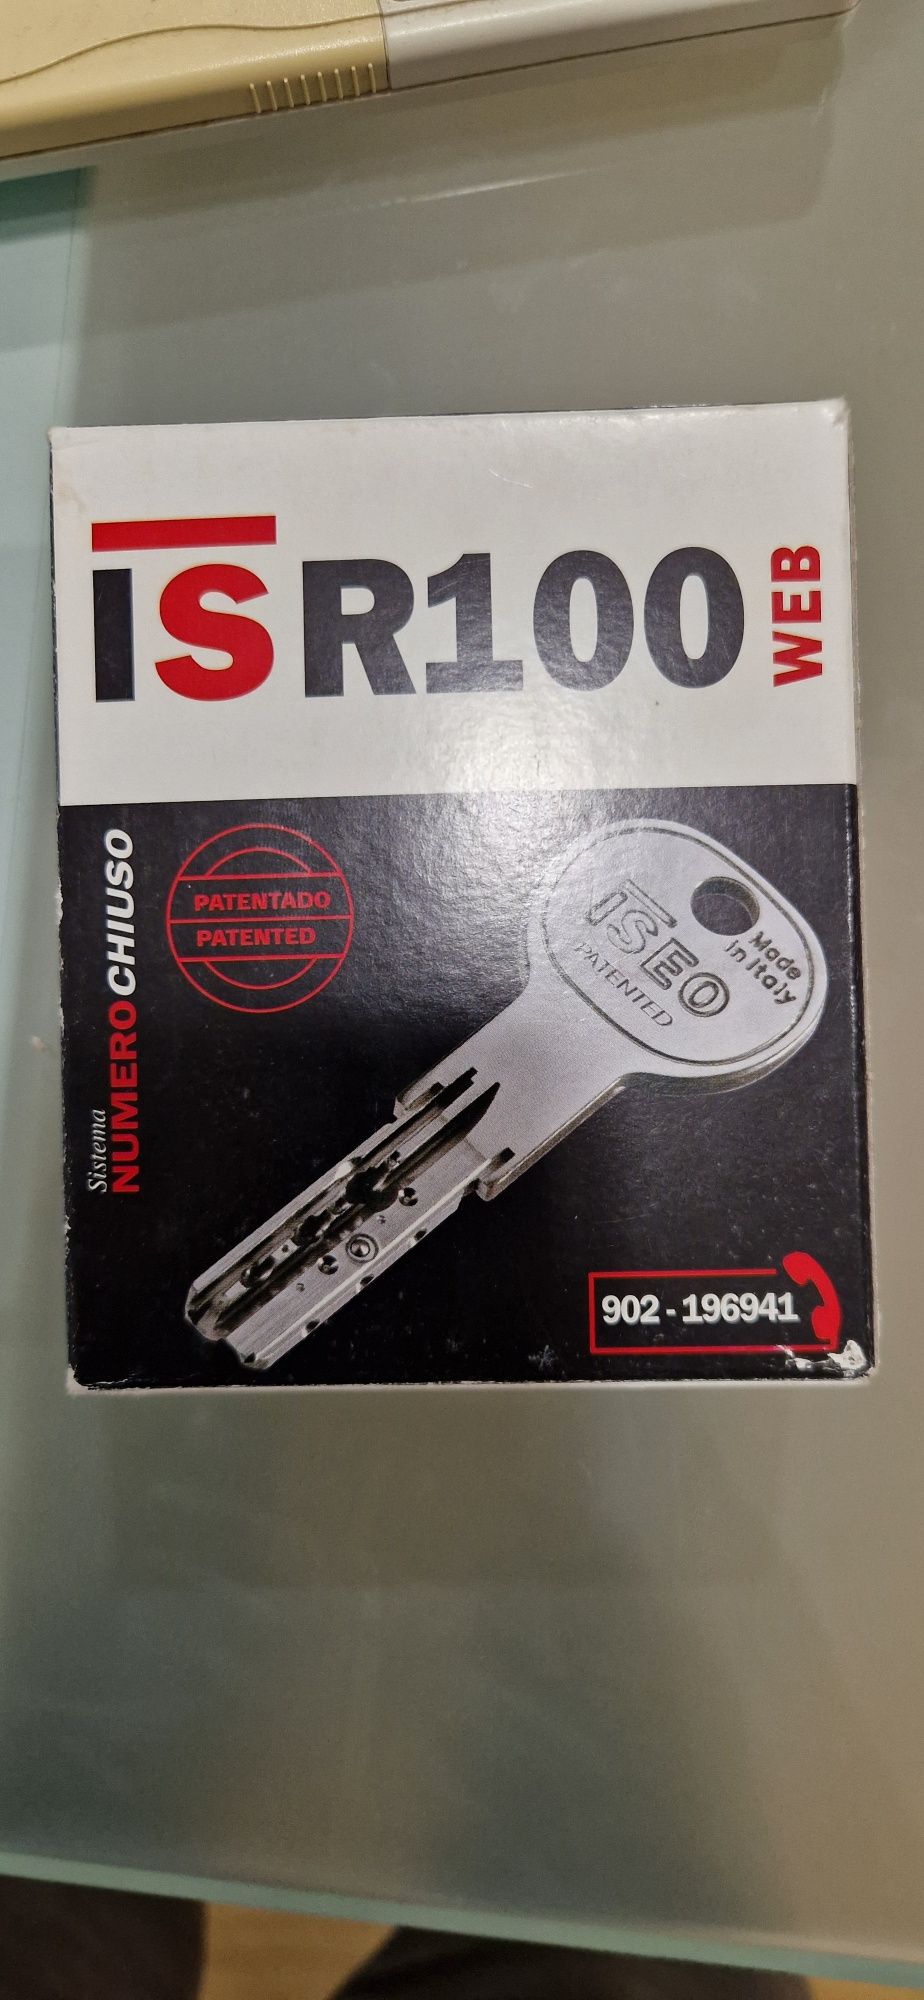 IS R100 WEB
Sistema
NUMERO CHIUSO
PATENTADO
PATENTED
ISEO
PATENTED
Made
in Italy
902 - 196941